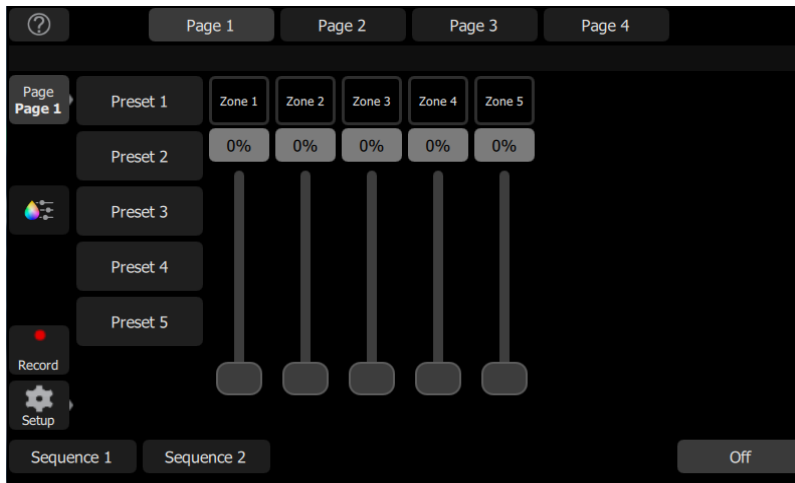 ?
Page 1
Page 2
Page 3
Page 4
Page
Page 1
Preset 1
Zone 1
Zone 2
Zone 3
Zone 4
Zone 5
0%
0%
0%
0%
0%
Preset 2
Preset 3
Preset 4
Preset 5
Record
Setup
Sequence 1
Sequence 2
Off